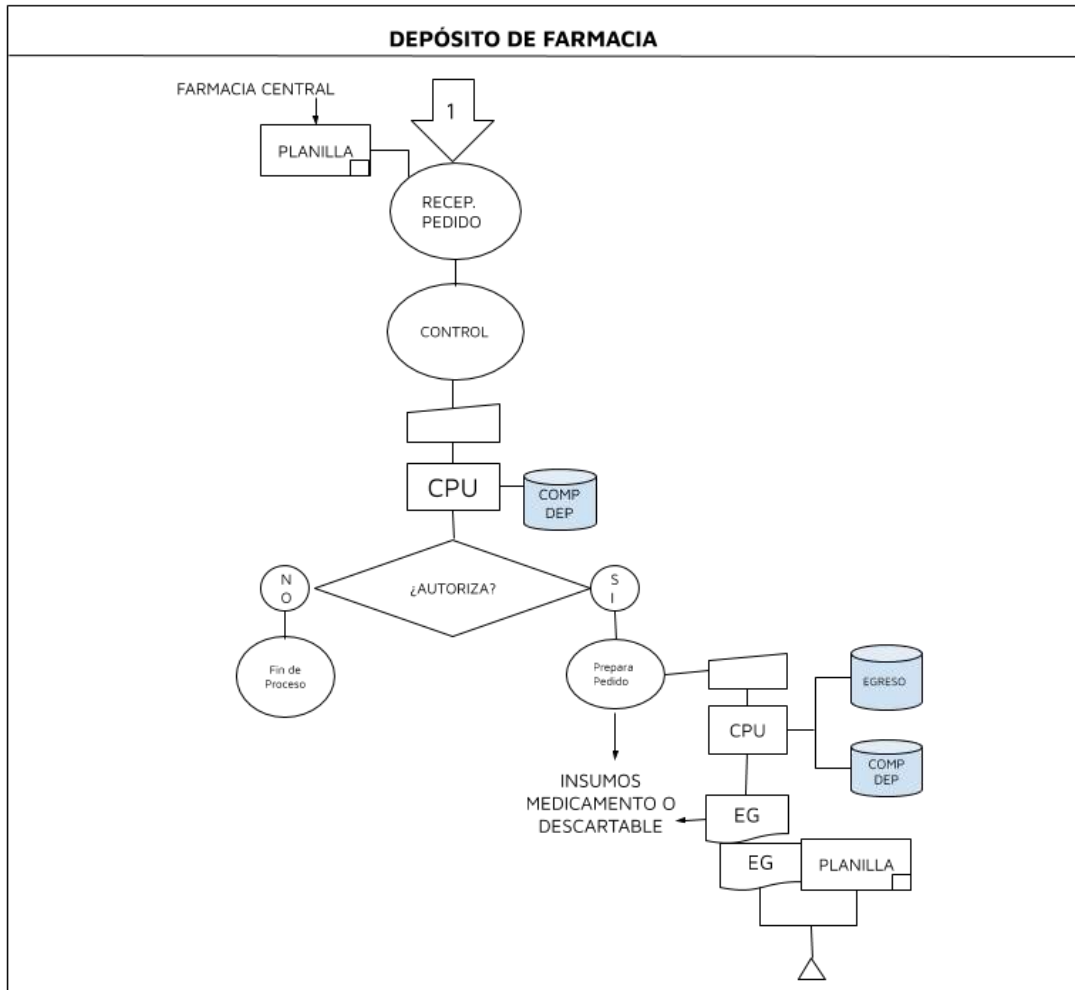 DEPÓSITO DE FARMACIA
FARMACIA CENTRAL
1
PLANILLA
RECEP.
PEDIDO
CONTROL
CPU
COMP
DEP
N
O
¿AUTORIZA?
S
I
Fin de
Proceso
Prepara
Pedido
EGRESO
CPU
COMP
DEP
INSUMOS
MEDICAMENTO O
DESCARTABLE
EG
EG
PLANILLA